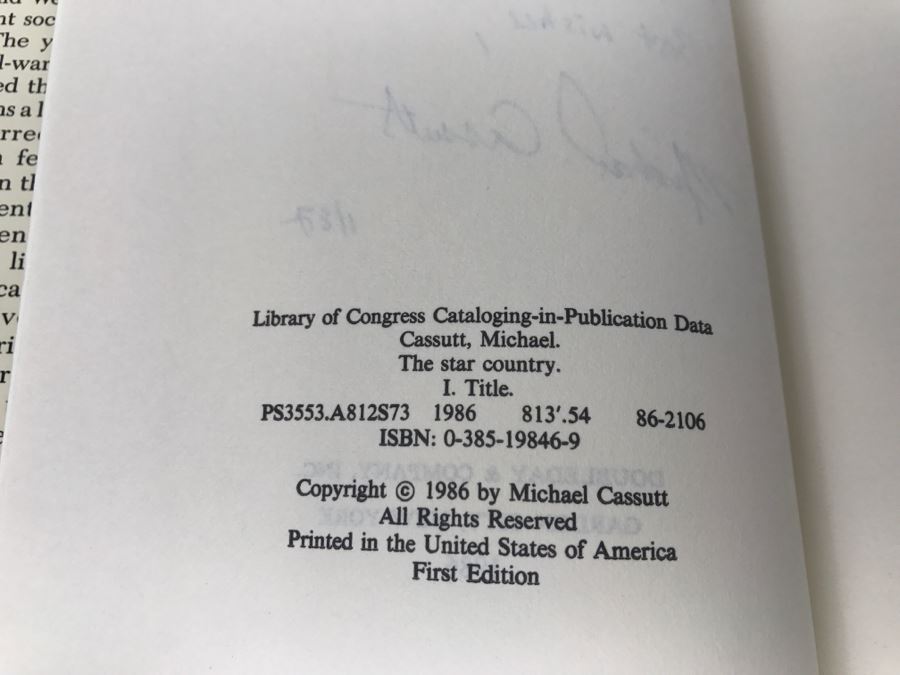 Library of Congress Cataloging-in-Publication Data
Cassutt, Michael.
The star country.
I. Title.
PS3553.A812S73 1986 813'.54 86-2106
ISBN: 0-385-19846-9
Copyright © 1986 by Michael Cassutt
All Rights Reserved
Printed in the United States of America
First Edition